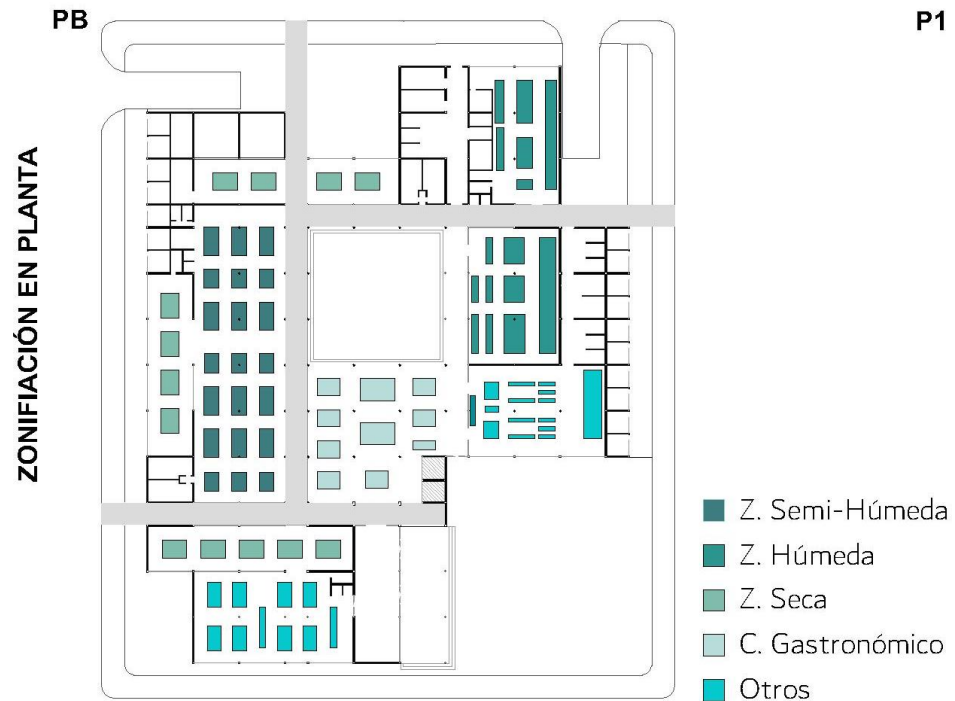 PB
P1
ZONIFIACIÓN EN PLANTA
Z. Semi-Húmeda
Z. Húmeda
Z. Seca
C. Gastronómico
Otros